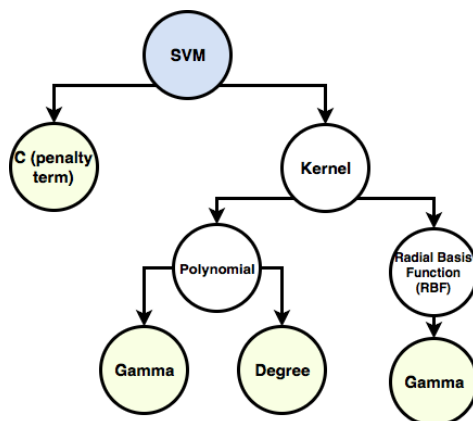 SVM
C (penalty
term)
Kernel
Polynomial
Radial Basis
Function
(RBF)
Gamma
Degree
Gamma